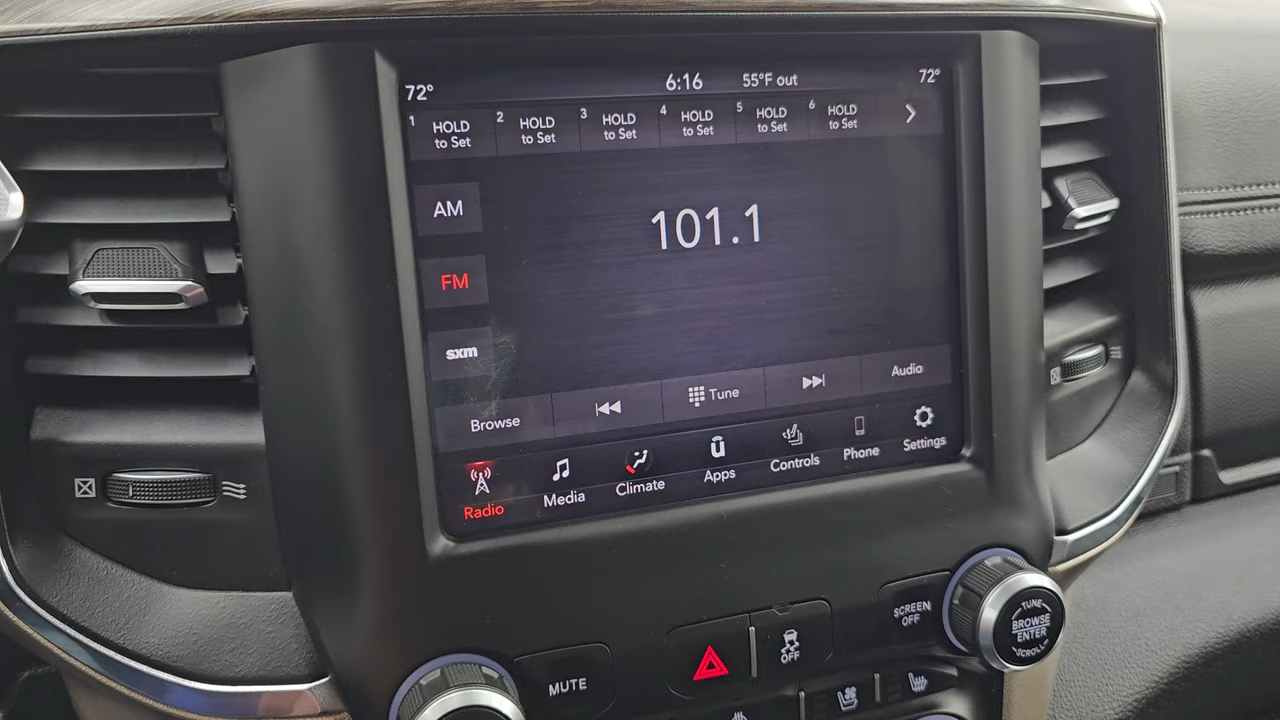 72° 6:16 55°F out 72°
1 HOLD to Set 2 HOLD to Set 3 HOLD to Set 4 HOLD to Set 5 HOLD to Set 6 HOLD to Set
AM
101.1
FM
sxm
Browse Tune Audio
Radio Media Climate Apps Controls Phone Settings
MUTE
OFF
SCREEN
OFF
TUNE
BROWSE
ENTER
SCROLL